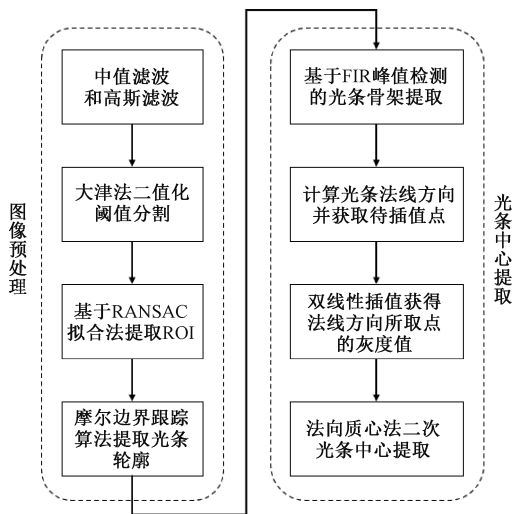 图像预处理
中值滤波
和高斯滤波
大津法二值化
阈值分割
基于RANSAC
拟合法提取ROI
摩尔边界跟踪
算法提取光条
轮廓
基于FIR峰值检测
的光条骨架提取
计算光条法线方向
并获取待插值点
双线性插值获得
法线方向所取点
的灰度值
法向质心法二次
光条中心提取
光条中心提取